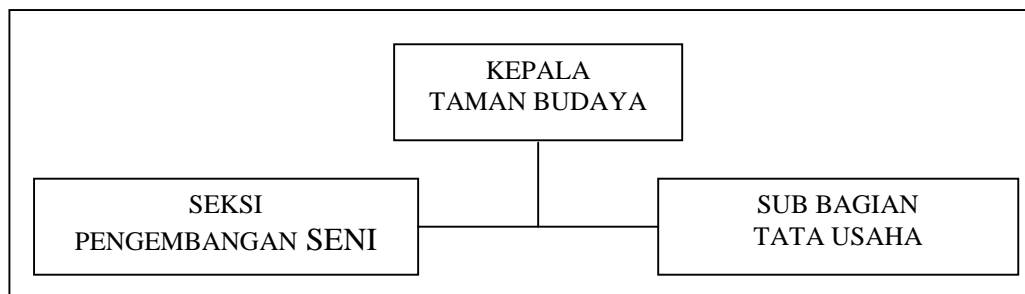 KEPALA
TAMAN BUDAYA
SEKSI
PENGEMBANGAN SENI
SUB BAGIAN
TATA USAHA